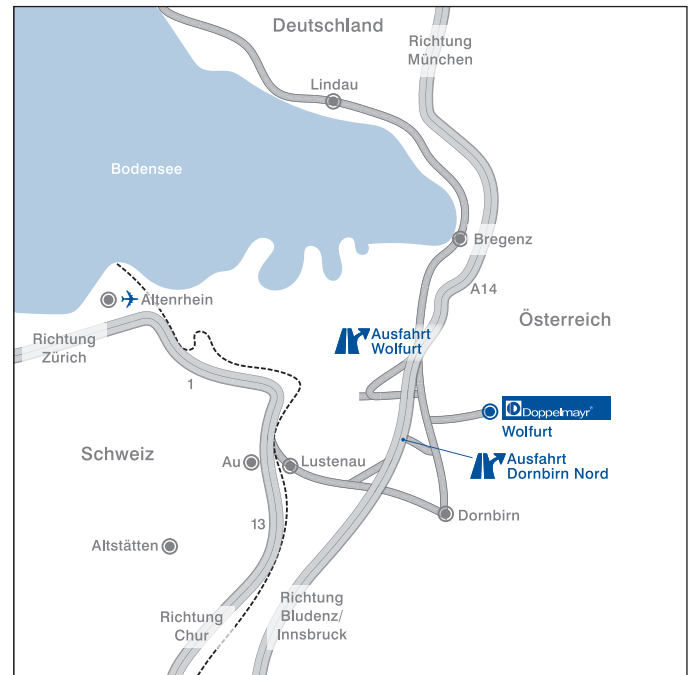 Deutschland
Richtung
München
Lindau
Bodensee
Bregenz
A14
Altenrhein
Österreich
Richtung
Zürich
Ausfahrt
Wolfurt
1
Doppelmayr®
Wolfurt
Schweiz
Au
Lustenau
Ausfahrt
Dornbirn Nord
13
Dornbirn
Altstätten
Richtung
Bludenz/
Innsbruck
Richtung
Chur